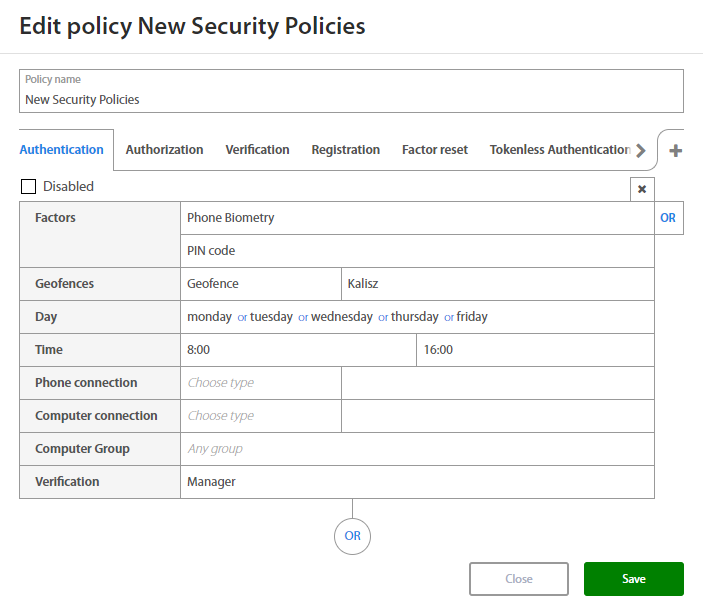 Edit policy New Security Policies
Policy name
New Security Policies
Authentication Authorization Verification Registration Factor reset Tokenless Authentication
Disabled
Factors Phone Biometry OR
PIN code
Geofences Geofence Kalisz
Day monday or tuesday or wednesday or thursday or friday
Time 8:00 16:00
Phone connection Choose type
Computer connection Choose type
Computer Group Any group
Verification Manager
OR
Close Save